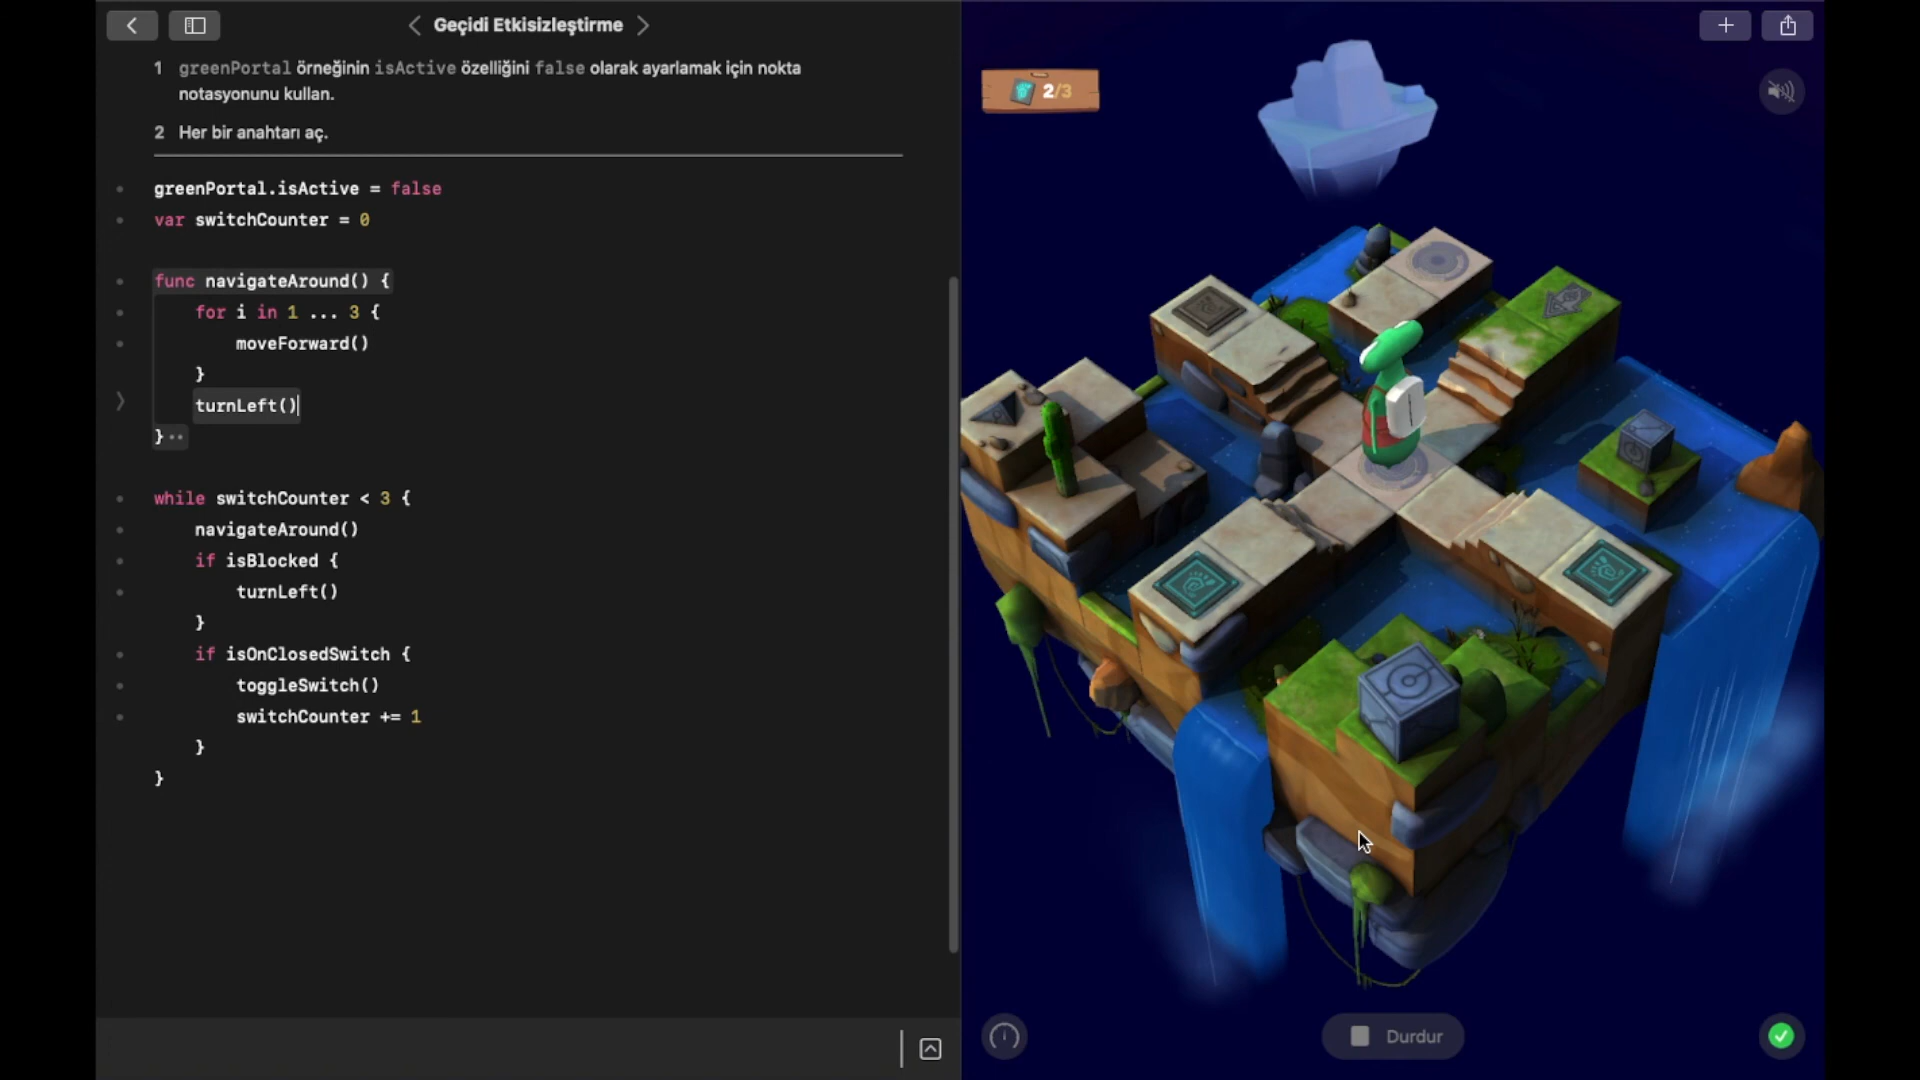 Geçidi Etkisizleştirme
1 greenPortal örneğinin isActive özelliğini false olarak ayarlamak için nokta
notasyonunu kullan.
2 Her bir anahtarı aç.
greenPortal.isActive = false
var switchCounter = 0
func navigateAround() {
for i in 1 ... 3 {
moveForward()
}
turnLeft()
}
while switchCounter < 3 {
navigateAround()
if isBlocked {
turnLeft()
}
if isOnClosedSwitch {
toggleSwitch()
switchCounter += 1
}
}
2/3
Durdur